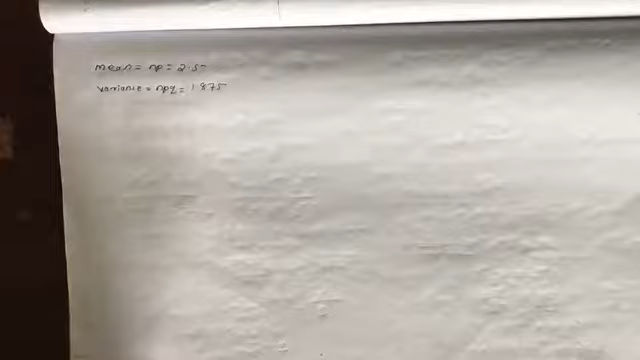 mean = np = 2.5
variance = npq = 1.875